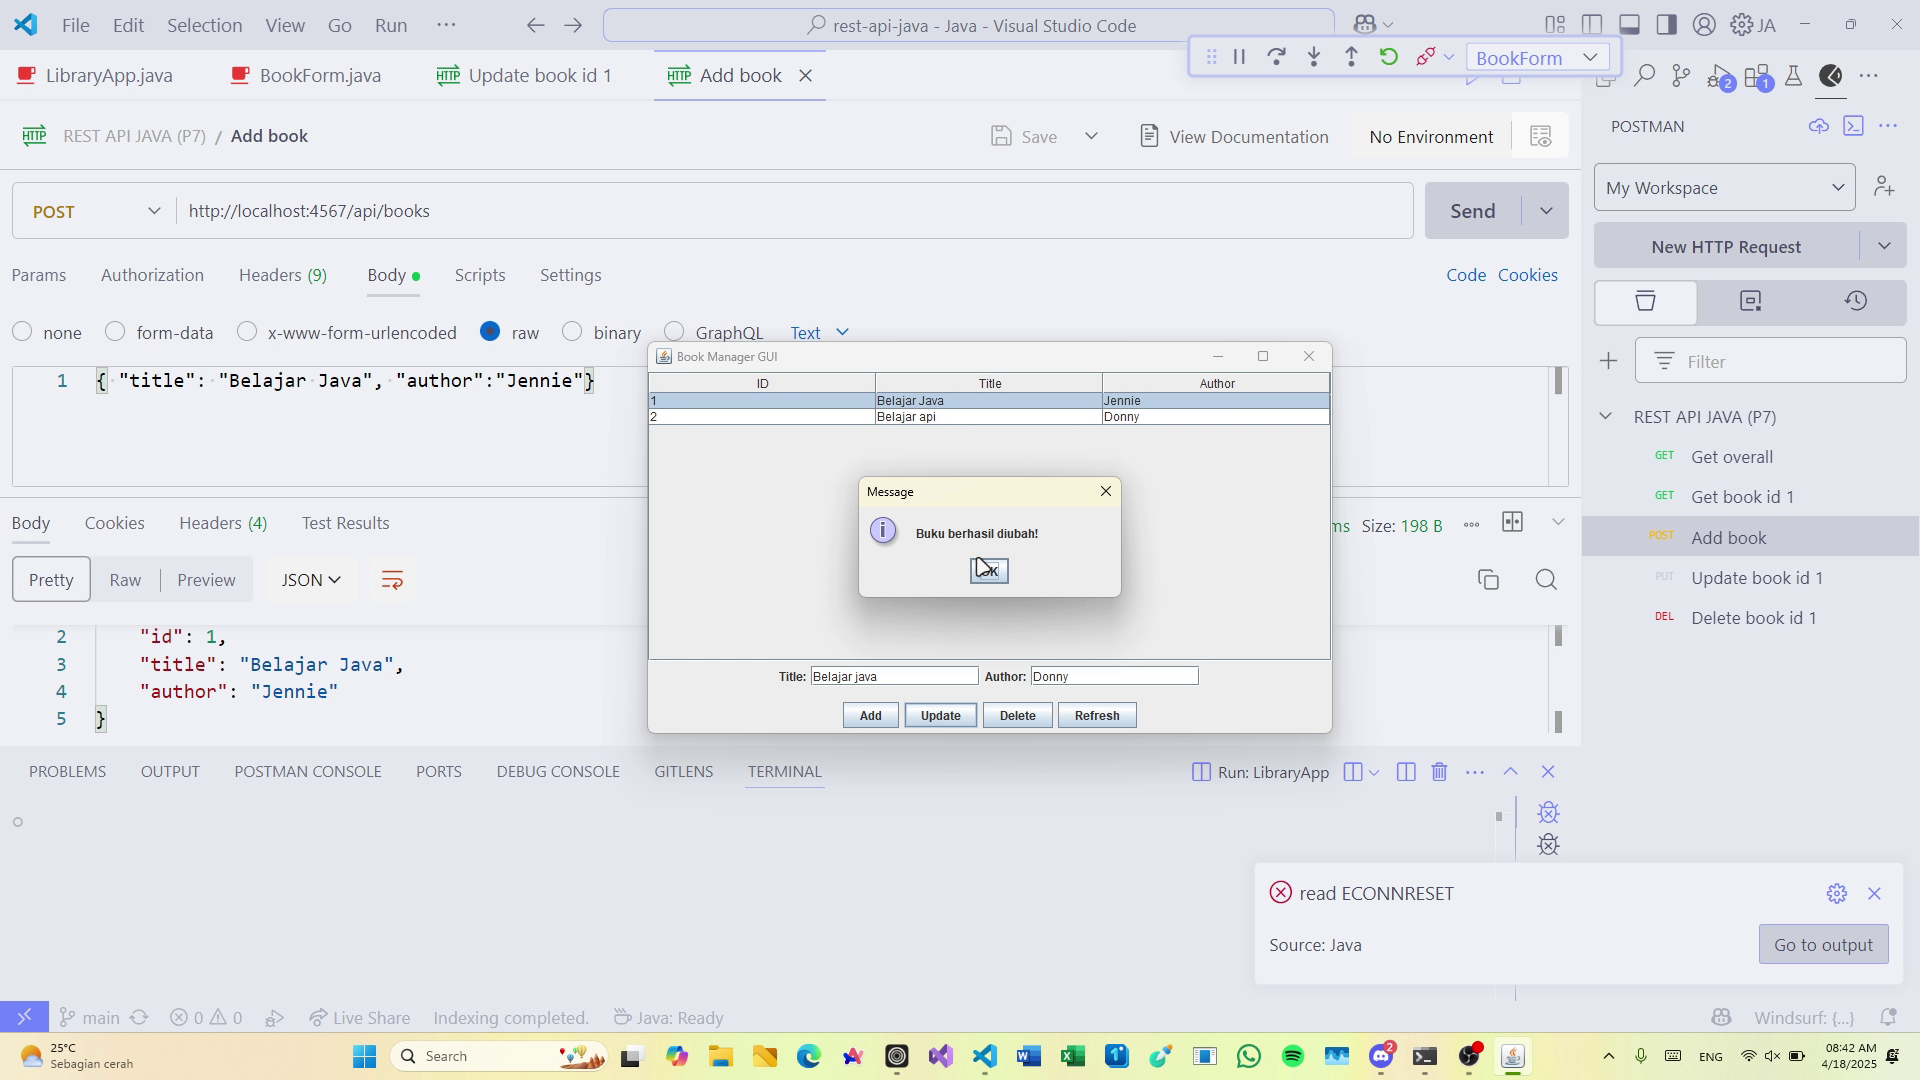 File Edit Selection View Go Run ···
rest-api-java - Java - Visual Studio Code
JA
LibraryApp.java
BookForm.java
HTTP Update book id 1
HTTP Add book
BookForm
2
1
HTTP REST API JAVA (P7) / Add book
Save
View Documentation
No Environment
POST
http://localhost:4567/api/books
Send
Params Authorization Headers (9) Body Scripts Settings
Code Cookies
none form-data x-www-form-urlencoded raw binary GraphQL Text
1 { "title": "Belajar Java", "author":"Jennie"}
Book Manager GUI
ID Title Author
1 Belajar Java Jennie
2 Belajar api Donny
Message
Buku berhasil diubah!
Title: Belajar java Author: Donny
Add Update Delete Refresh
Body Cookies Headers (4) Test Results
ms Size: 198 B
Pretty Raw Preview JSON
2 "id": 1,
3 "title": "Belajar Java",
4 "author": "Jennie"
5 }
POSTMAN
My Workspace
New HTTP Request
Filter
REST API JAVA (P7)
GET Get overall
GET Get book id 1
POST Add book
PUT Update book id 1
DEL Delete book id 1
PROBLEMS OUTPUT POSTMAN CONSOLE PORTS DEBUG CONSOLE GITLENS TERMINAL
Run: LibraryApp
read ECONNRESET
Source: Java
Go to output
main 0 0 Live Share Indexing completed. Java: Ready
Windsurf: {...}
25°C
Sebagian cerah
Search
2
ENG
08:42 AM
4/18/2025